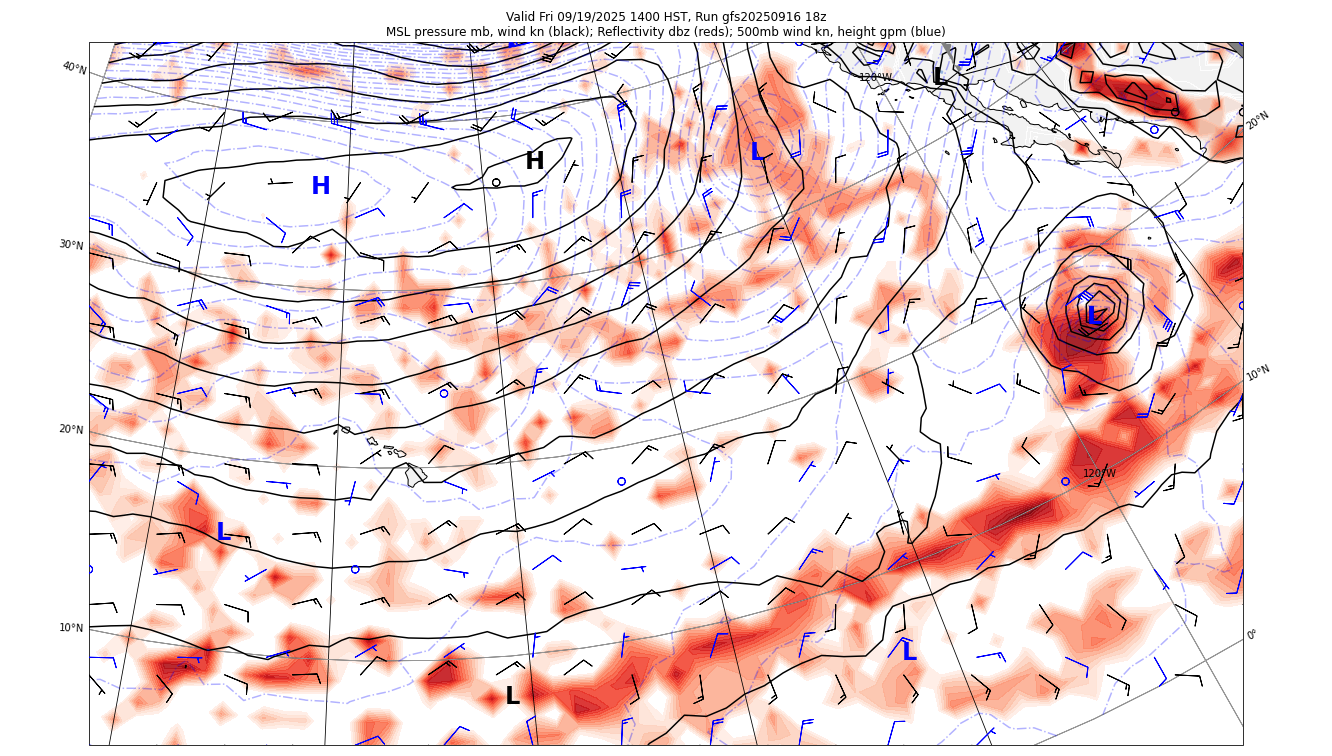 Valid Fri 09/19/2025 1400 HST, Run gfs20250916 18z
MSL pressure mb, wind kn (black); Reflectivity dbz (reds); 500mb wind kn, height gpm (blue)
40°N
120°W
L
20°N
L
H
H
30°N
L
10°N
20°N
120°W
L
10°N
0°
L
L